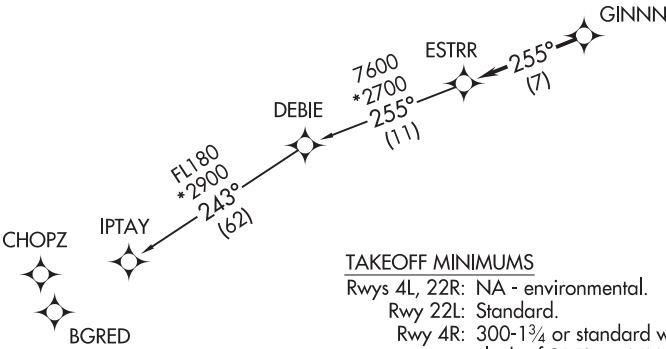 GINNN
ESTRR
255°
(7)
7600
*2700
255°
(11)
DEBIE
FL180
*2900
243°
(62)
IPTAY
CHOPZ
BGRED
TAKEOFF MINIMUMS
Rwys 4L, 22R: NA - environmental.
Rwy 22L: Standard.
Rwy 4R: 300-1¾ or standard w